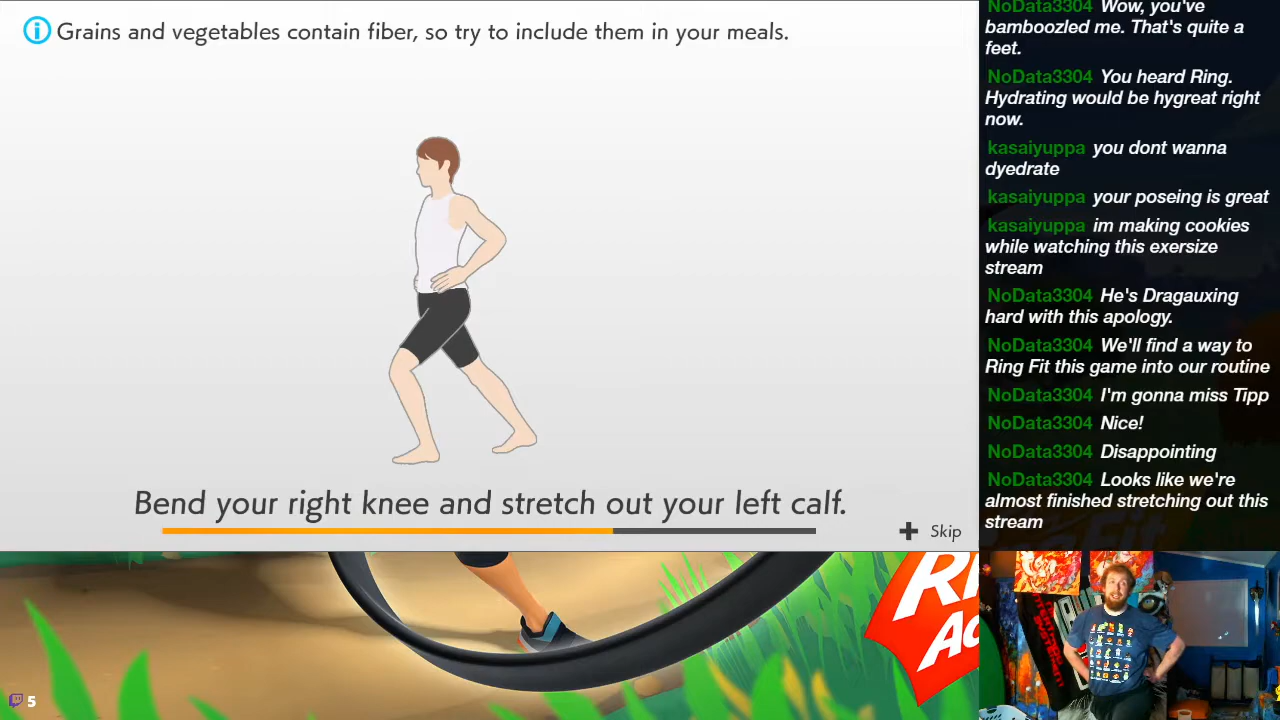 Grains and vegetables contain fiber, so try to include them in your meals.
Bend your right knee and stretch out your left calf.
Skip
5
NoData3304 Wow, you've
bamboozled me. That's quite a
feet.
NoData3304 You heard Ring.
Hydrating would be hygreat right
now.
kasaiyuppa you dont wanna
dyedrate
kasaiyuppa your poseing is great
kasaiyuppa im making cookies
while watching this exersize
stream
NoData3304 He's Dragauxing
hard with this apology.
NoData3304 We'll find a way to
Ring Fit this game into our routine
NoData3304 I'm gonna miss Tipp
NoData3304 Nice!
NoData3304 Disappointing
NoData3304 Looks like we're
almost finished stretching out this
stream